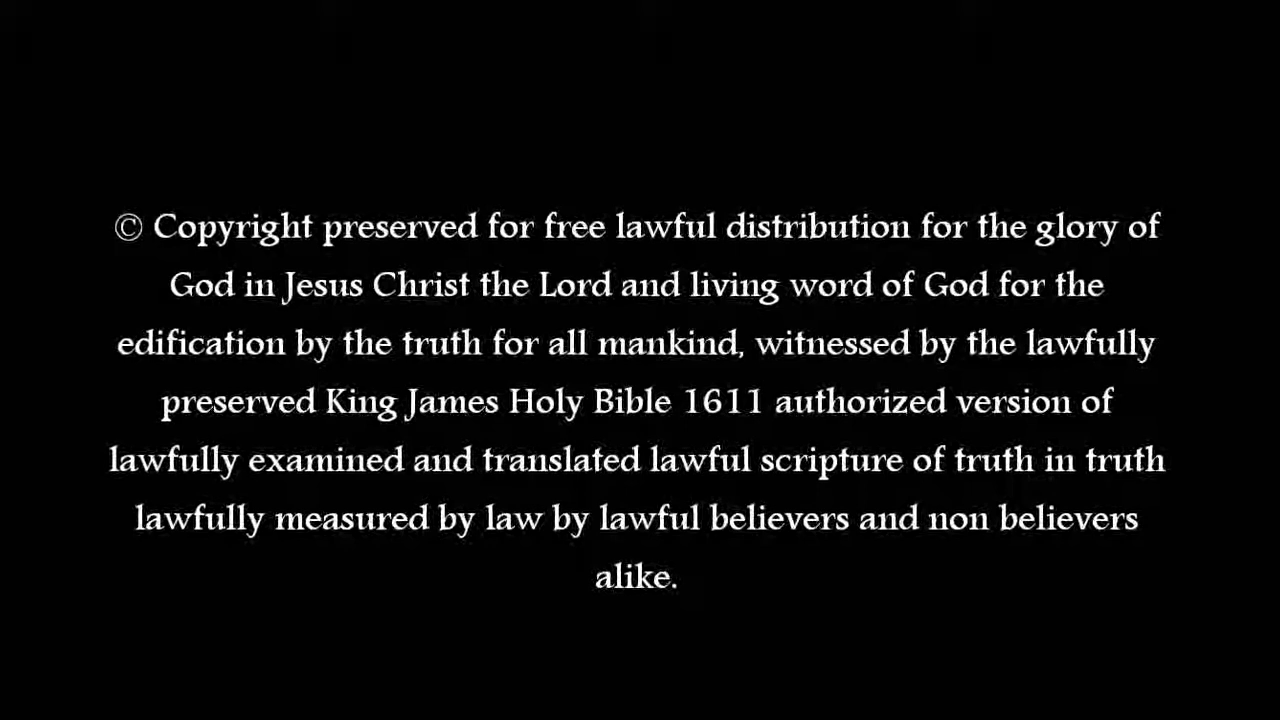 © Copyright preserved for free lawful distribution for the glory of
God in Jesus Christ the Lord and living word of God for the
edification by the truth for all mankind, witnessed by the lawfully
preserved King James Holy Bible 1611 authorized version of
lawfully examined and translated lawful scripture of truth in truth
lawfully measured by law by lawful believers and non believers
alike.